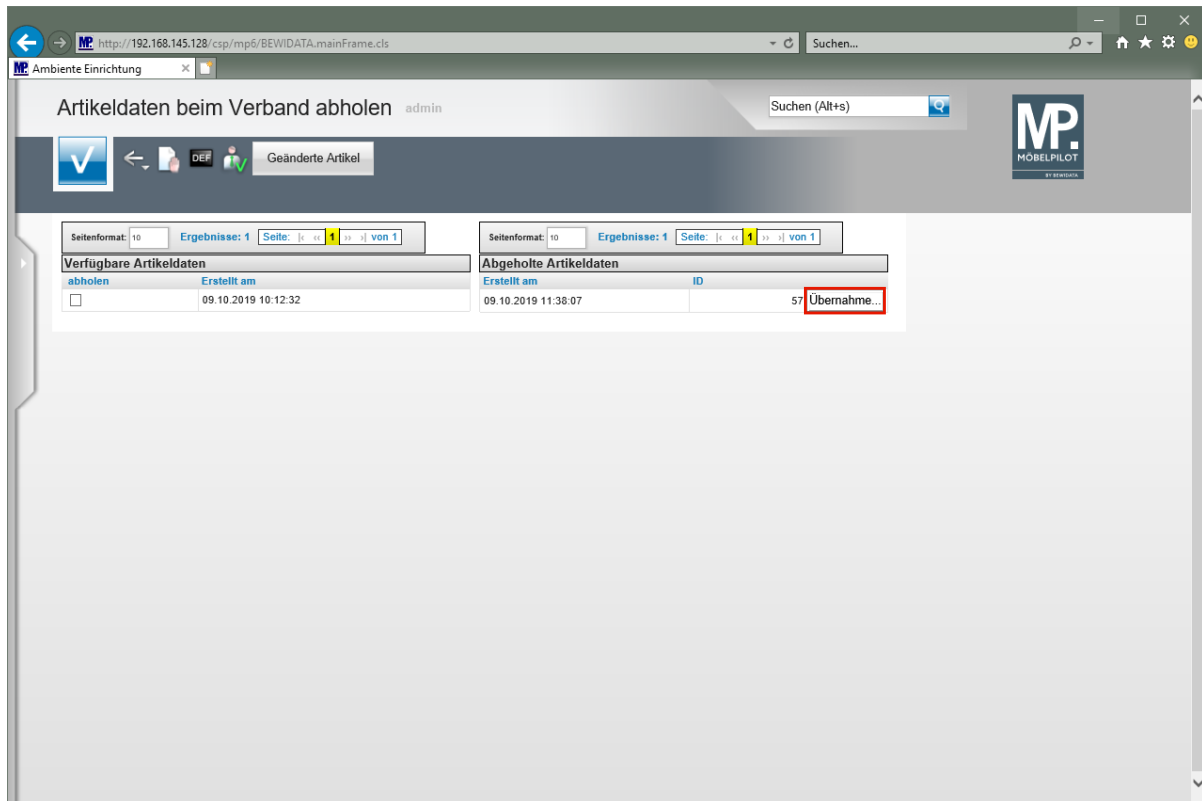 http://192.168.145.128/csp/mp6/BEWIDATA.mainFrame.cls
Suchen...
MP. Ambiente Einrichtung
Artikeldaten beim Verband abholen admin
Suchen (Alt+s)
MP.
MÖBELPILOT
BY BEWIDATA
DEF
Geänderte Artikel
Seitenformat: 10 Ergebnisse: 1 Seite: |‹ ‹‹ 1 ›› ›| von 1
Verfügbare Artikeldaten
abholen Erstellt am
09.10.2019 10:12:32
Seitenformat: 10 Ergebnisse: 1 Seite: |‹ ‹‹ 1 ›› ›| von 1
Abgeholte Artikeldaten
Erstellt am ID
09.10.2019 11:38:07 57 Übernahme...